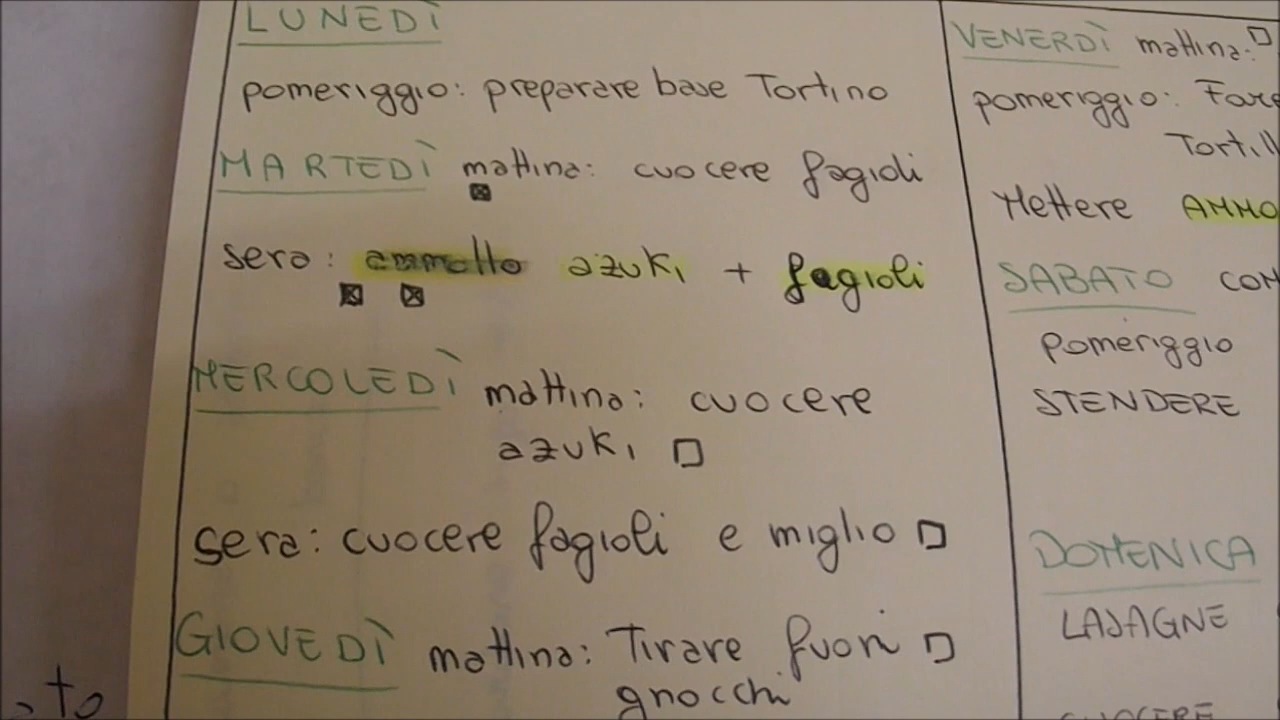 LUNEDÌ
pomeriggio: preparare base Tortino
MARTEDÌ mattina: cuocere fagioli
sera: ammollo azuki + fagioli
MERCOLEDÌ mattina: cuocere
azuki
sera: cuocere fagioli e miglio
GIOVEDÌ mattina: Tirare fuori
gnocchi
VENERDÌ mattina:
pomeriggio:
Mettere
SABATO
pomeriggio
STENDERE
DOMENICA
LASAGNE
CUOCERE